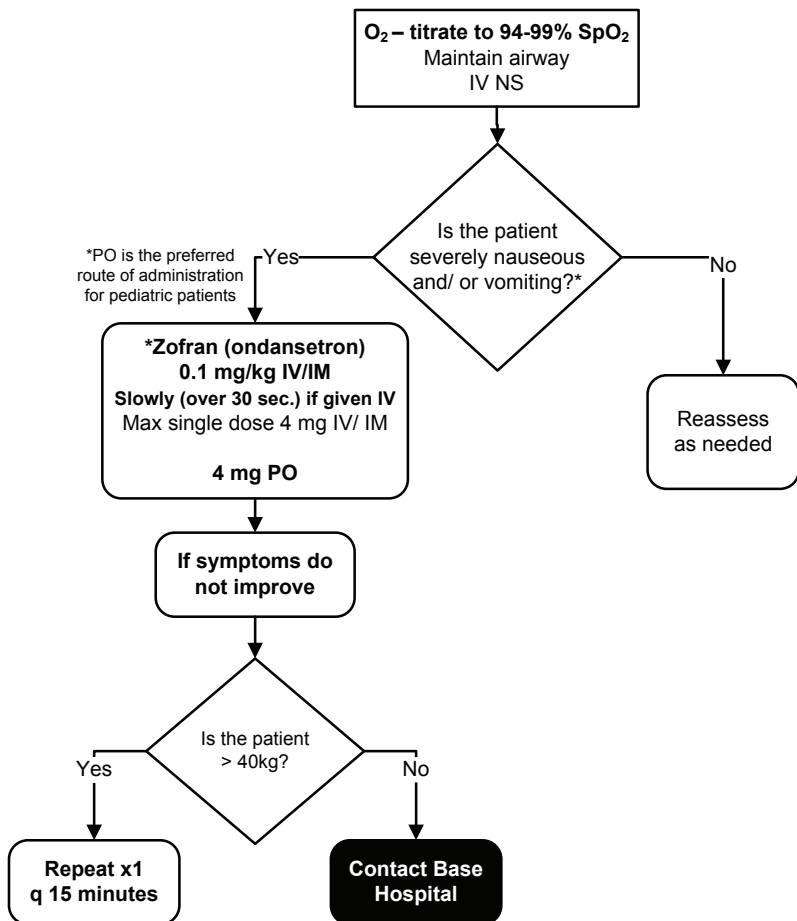 O₂ – titrate to 94-99% SpO₂
Maintain airway
IV NS
Is the patient
severely nauseous
and/ or vomiting?*
Yes
No
*PO is the preferred
route of administration
for pediatric patients
*Zofran (ondansetron)
0.1 mg/kg IV/IM
Slowly (over 30 sec.) if given IV
Max single dose 4 mg IV/ IM
4 mg PO
Reassess
as needed
If symptoms do
not improve
Is the patient
> 40kg?
Yes
No
Repeat x1
q 15 minutes
Contact Base
Hospital